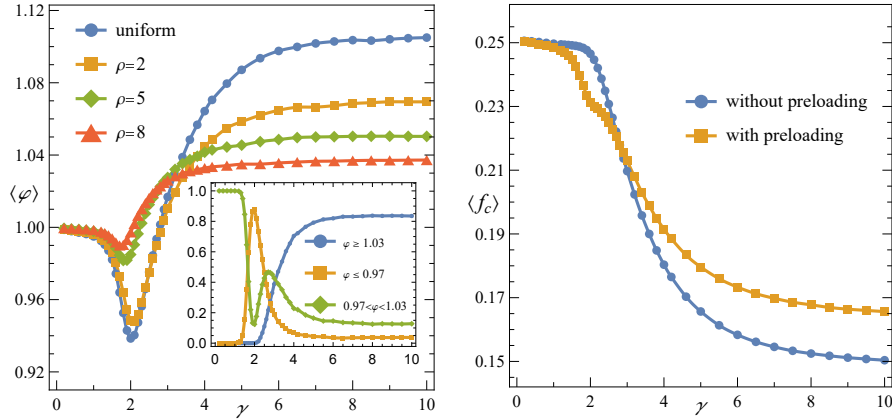 1.12
1.08
1.04
1.00
0.96
0.92
⟨φ⟩
uniform
ρ=2
ρ=5
ρ=8
1.0
0.8
0.6
0.4
0.2
0.0
φ ≥ 1.03
φ ≤ 0.97
0.97<φ<1.03
0 2 4 6 8 10
0 2 4 6 8 10
γ
0.25
0.23
0.21
0.19
0.17
0.15
⟨f_c⟩
without preloading
with preloading
0 2 4 6 8 10
γ